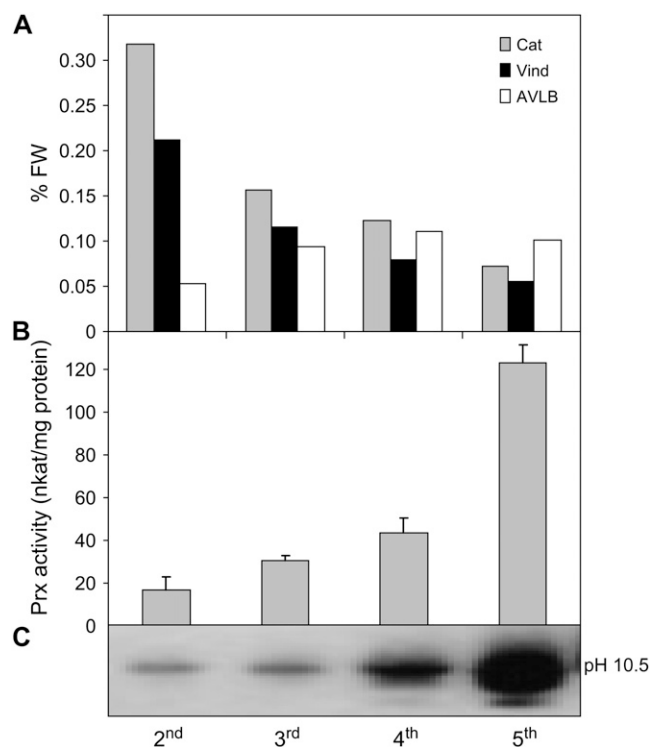 A
% FW
0.30
0.25
0.20
0.15
0.10
0.05
0
Cat
Vind
AVLB
B
Prx activity (nkat/mg protein)
120
100
80
60
40
20
0
C
pH 10.5
2nd 3rd 4th 5th